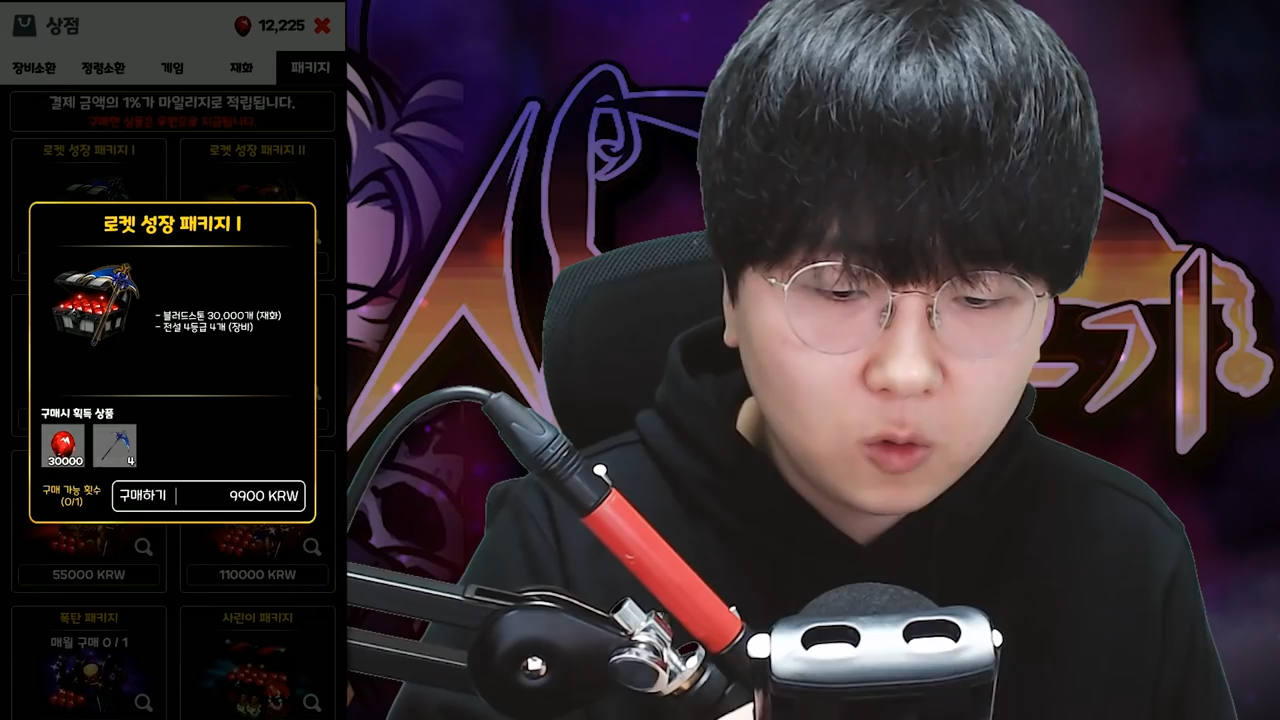 상점
12,225
장비소환 정령소환 게임 재화 패키지
결제 금액의 1%가 마일리지로 적립됩니다.
구매한 상품은 우편으로 지급됩니다.
로켓 성장 패키지 I
로켓 성장 패키지 II
로켓 성장 패키지 I
- 블러드스톤 30,000개 (재화)
- 전설 4등급 4개 (장비)
구매시 획득 상품
30000
4
구매 가능 횟수
(0/1)
구매하기 9900 KRW
55000 KRW
110000 KRW
폭탄 패키지
사린이 패키지
매월 구매 0 / 1